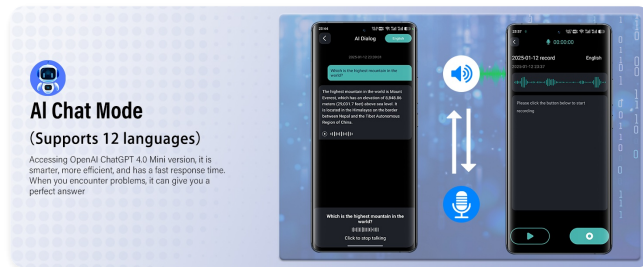 AI Chat Mode
(Supports 12 languages)
Accessing OpenAI ChatGPT 4.0 Mini version, it is
smarter, more efficient, and has a fast response time.
When you encounter problems, it can give you a
perfect answer
AI Dialog
English
Which is the highest mountain in the
world?
The highest mountain in the world is Mount
Everest, which has an elevation of 8,848.86
meters (29,031.7 feet) above sea level. It
is located in the Himalayas on the border
between Nepal and the Tibet Autonomous
Region of China.
Which is the highest mountain in the
world?
Click to stop talking
00:00:00
2025-01-12 record
English
2025-01-12 23:57
Please click the button below to start
recording